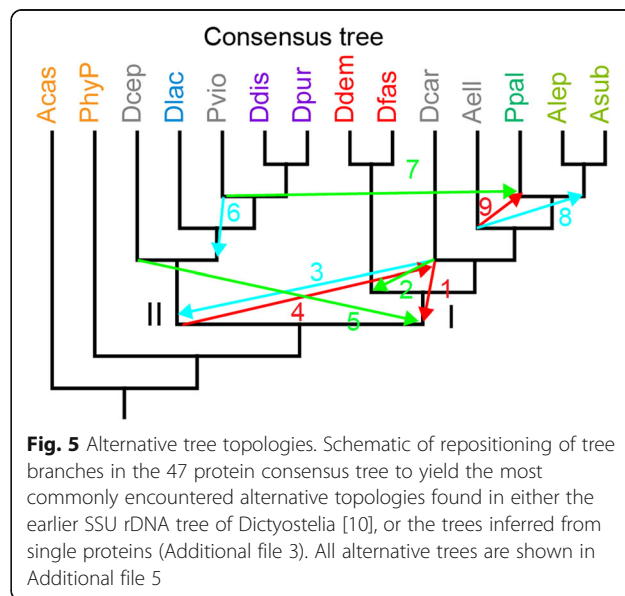 Consensus tree
Acas PhyP Dcep Dlac Pvio Ddis Dpur Ddem Dfas Dcar Aell Ppal Alep Asub
7
6
9
8
3
2
1
II
4
5
I
Fig. 5 Alternative tree topologies. Schematic of repositioning of tree
branches in the 47 protein consensus tree to yield the most
commonly encountered alternative topologies found in either the
earlier SSU rDNA tree of Dictyostelia [10], or the trees inferred from
single proteins (Additional file 3). All alternative trees are shown in
Additional file 5